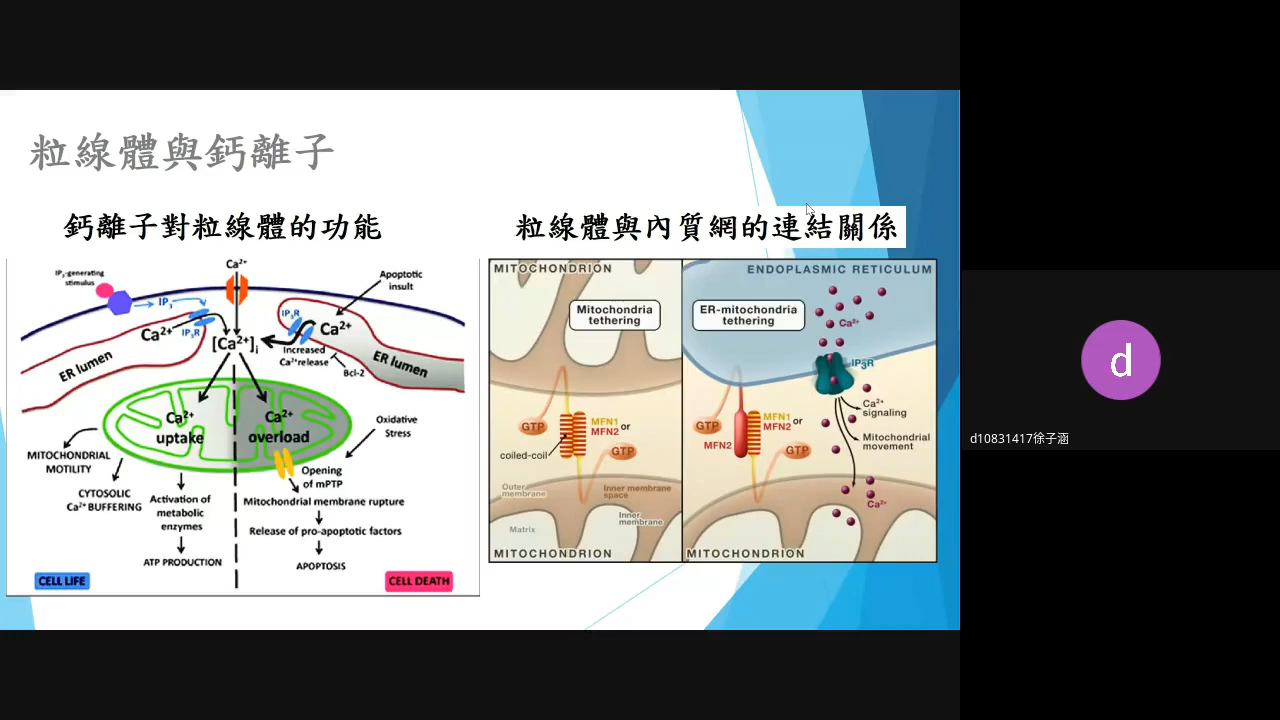 粒線體與鈣離子
鈣離子對粒線體的功能
Ca²⁺
IP₃-generating
stimulus
IP₃
Apoptotic
insult
IP₃R
Ca²⁺
Ca²⁺
IP₃R
[Ca²⁺]i
Increased
Ca²⁺release
Bcl-2
ER lumen
ER lumen
Ca²⁺
uptake
Ca²⁺
overload
Oxidative
Stress
MITOCHONDRIAL
MOTILITY
CYTOSOLIC
Ca²⁺ BUFFERING
Activation of
metabolic
enzymes
ATP PRODUCTION
Opening
of mPTP
Mitochondrial membrane rupture
Release of pro-apoptotic factors
APOPTOSIS
CELL LIFE
CELL DEATH
粒線體與內質網的連結關係
MITOCHONDRION
Mitochondria
tethering
GTP
MFN1
MFN2 or
GTP
coiled-coil
Outer
membrane
Inner membrane
space
Inner
membrane
Matrix
MITOCHONDRION
ENDOPLASMIC RETICULUM
ER-mitochondria
tethering
Ca²⁺
IP₃R
GTP
MFN1
MFN2 or
MFN2
GTP
Ca²⁺
signaling
Mitochondrial
movement
Ca²⁺
MITOCHONDRION
d
d10831417徐子涵